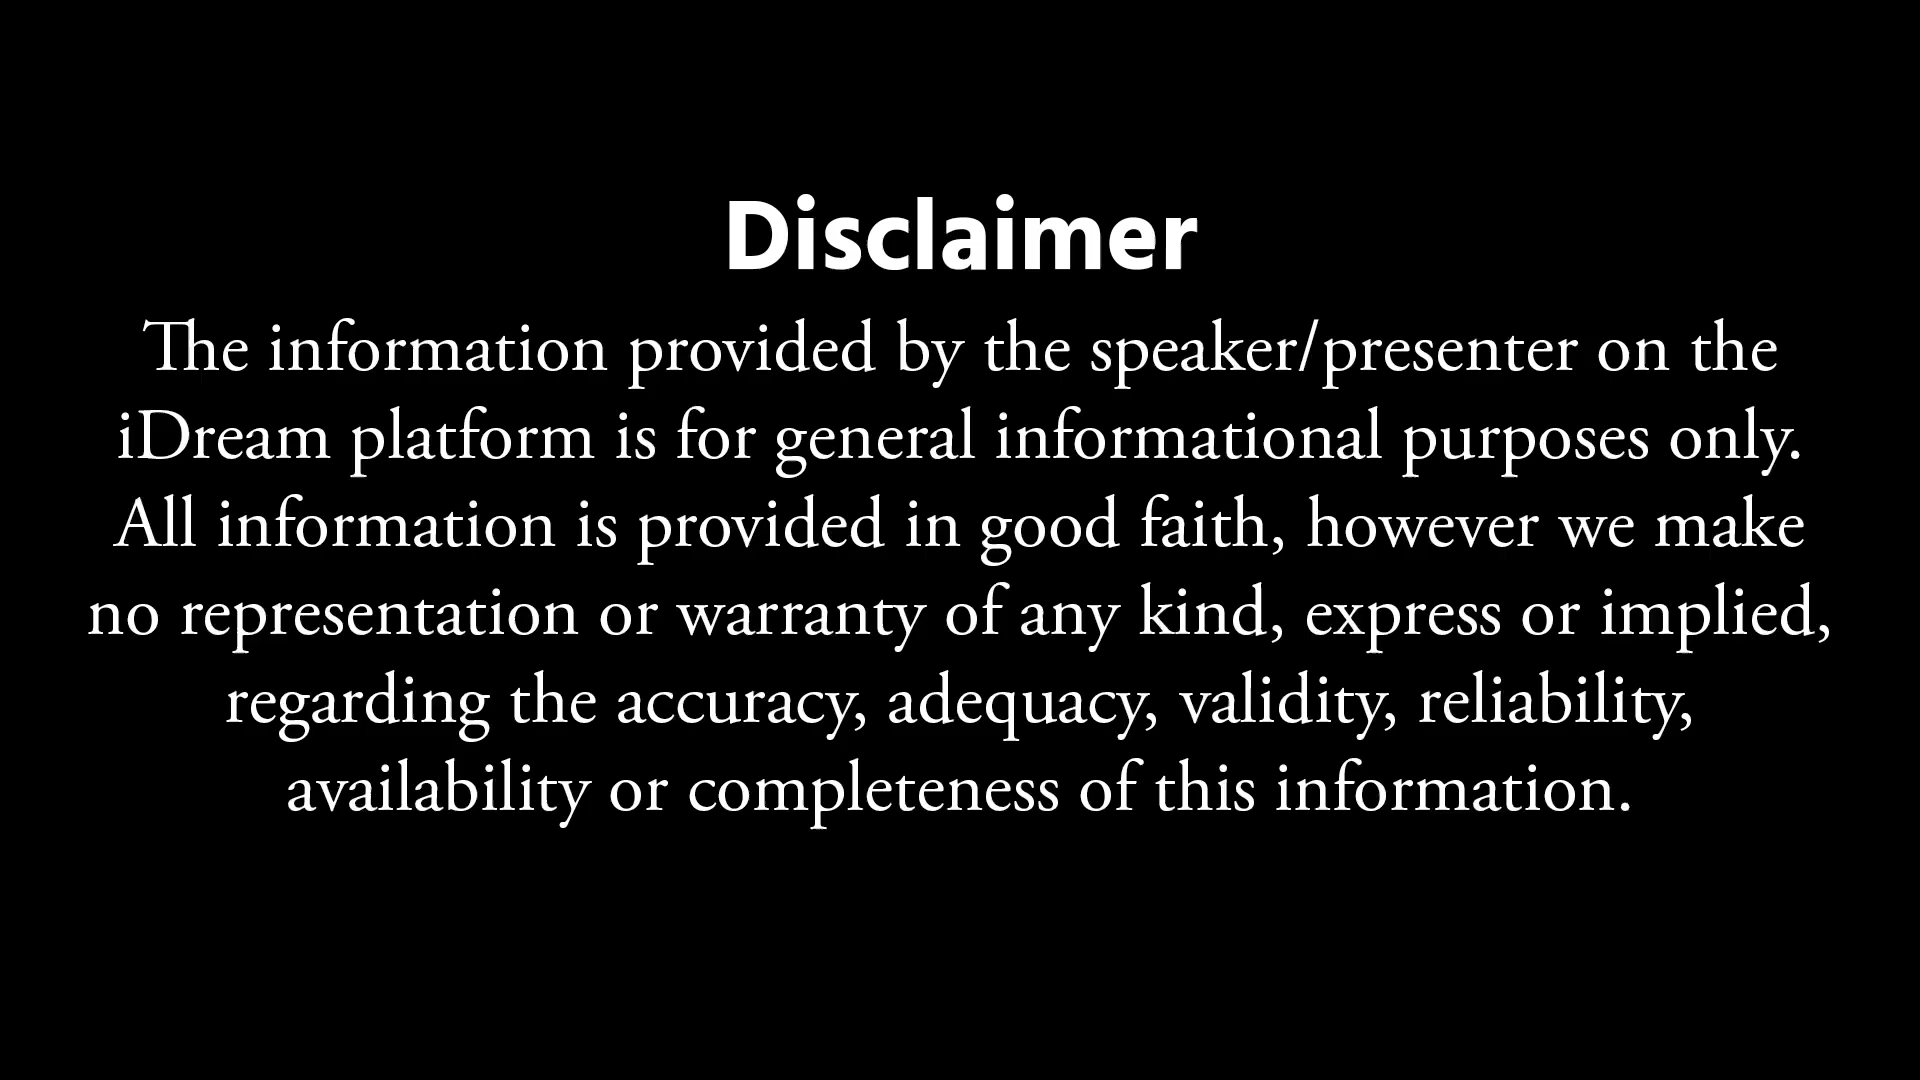 Disclaimer
The information provided by the speaker/presenter on the
iDream platform is for general informational purposes only.
All information is provided in good faith, however we make
no representation or warranty of any kind, express or implied,
regarding the accuracy, adequacy, validity, reliability,
availability or completeness of this information.